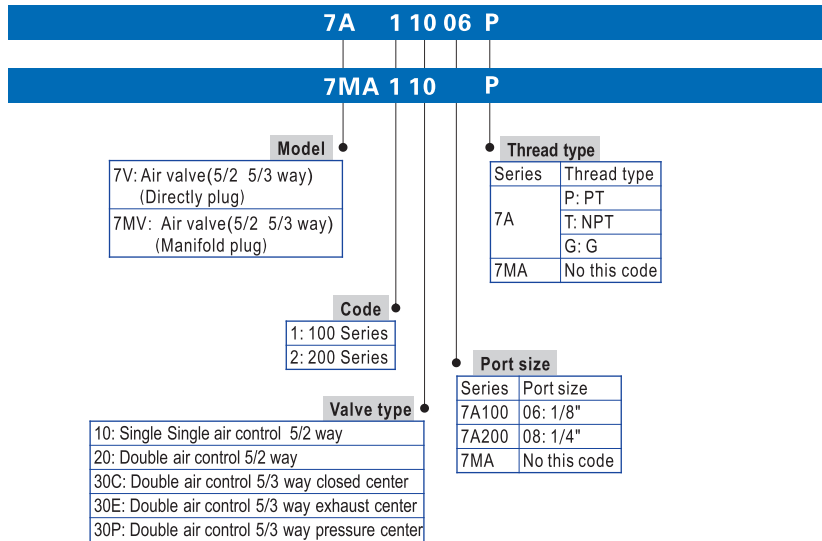 7A 1 10 06 P
7MA 1 10 P
Model
7V: Air valve(5/2 5/3 way)
(Directly plug)
7MV: Air valve(5/2 5/3 way)
(Manifold plug)
Thread type
Series Thread type
7A
P: PT
T: NPT
G: G
7MA No this code
Code
1: 100 Series
2: 200 Series
Port size
Series Port size
7A100 06: 1/8"
7A200 08: 1/4"
7MA No this code
Valve type
10: Single Single air control 5/2 way
20: Double air control 5/2 way
30C: Double air control 5/3 way closed center
30E: Double air control 5/3 way exhaust center
30P: Double air control 5/3 way pressure center